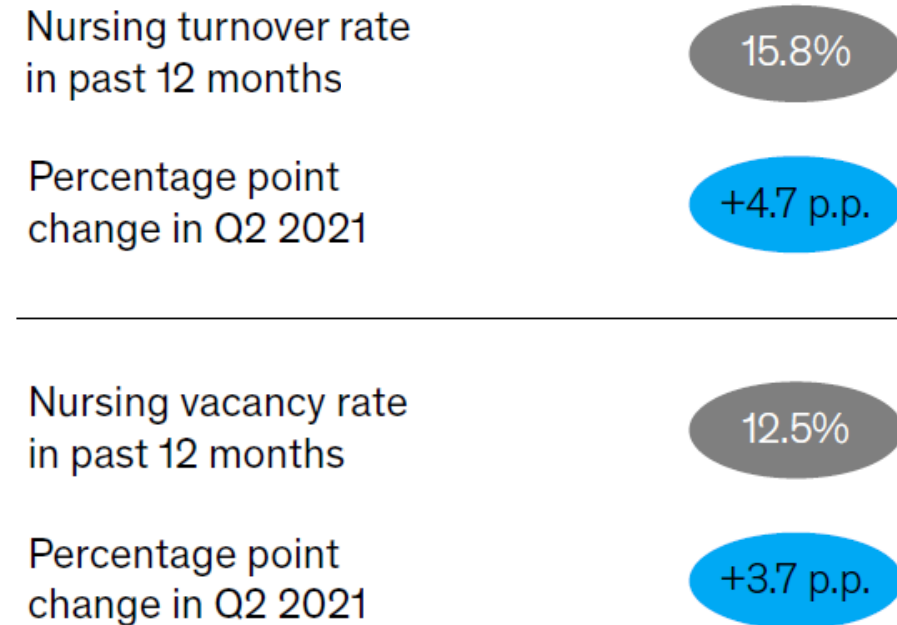 Nursing turnover rate
in past 12 months
15.8%
Percentage point
change in Q2 2021
+4.7 p.p.
Nursing vacancy rate
in past 12 months
12.5%
Percentage point
change in Q2 2021
+3.7 p.p.